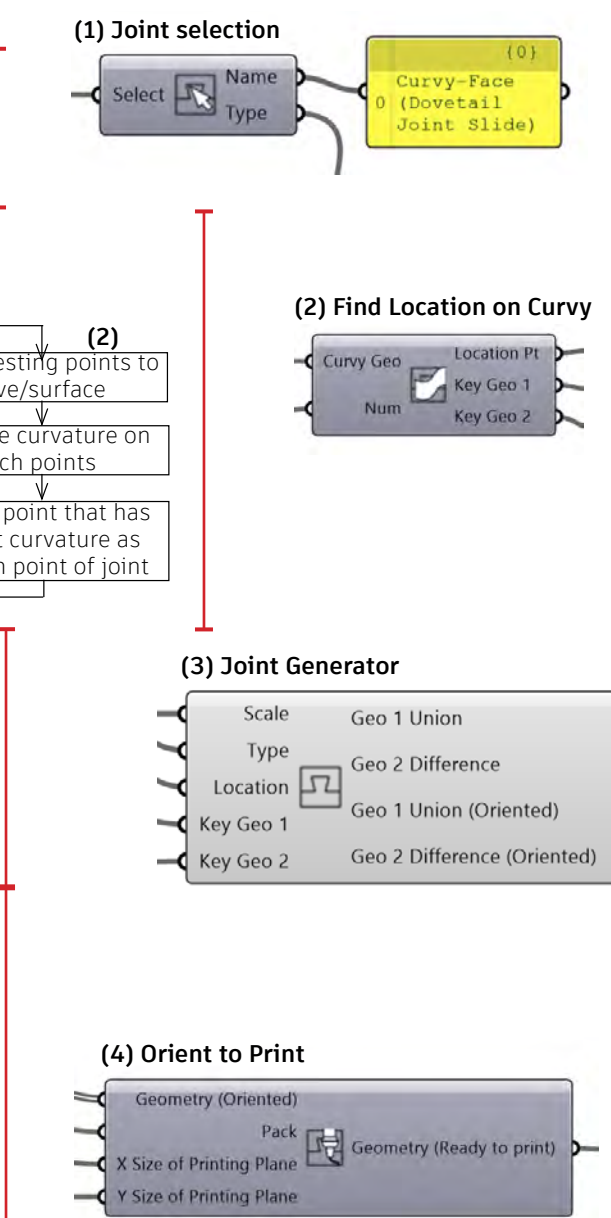 (1) Joint selection
Select
Name
Type
{0}
0
Curvy-Face
(Dovetail
Joint Slide)
(2)
esting points to
ve/surface
e curvature on
ch points
point that has
t curvature as
n point of joint
(2) Find Location on Curvy
Curvy Geo
Num
Location Pt
Key Geo 1
Key Geo 2
(3) Joint Generator
Scale
Type
Location
Key Geo 1
Key Geo 2
Geo 1 Union
Geo 2 Difference
Geo 1 Union (Oriented)
Geo 2 Difference (Oriented)
(4) Orient to Print
Geometry (Oriented)
Pack
X Size of Printing Plane
Y Size of Printing Plane
Geometry (Ready to print)